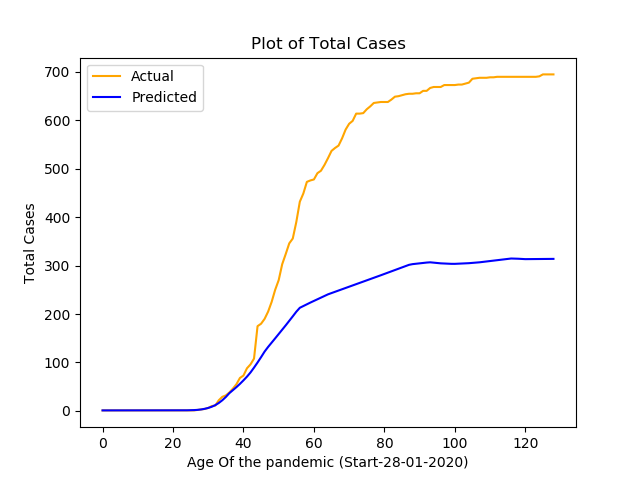 Plot of Total Cases
Actual
Predicted
700
600
500
400
300
200
100
0
Total Cases
0 20 40 60 80 100 120
Age Of the pandemic (Start-28-01-2020)